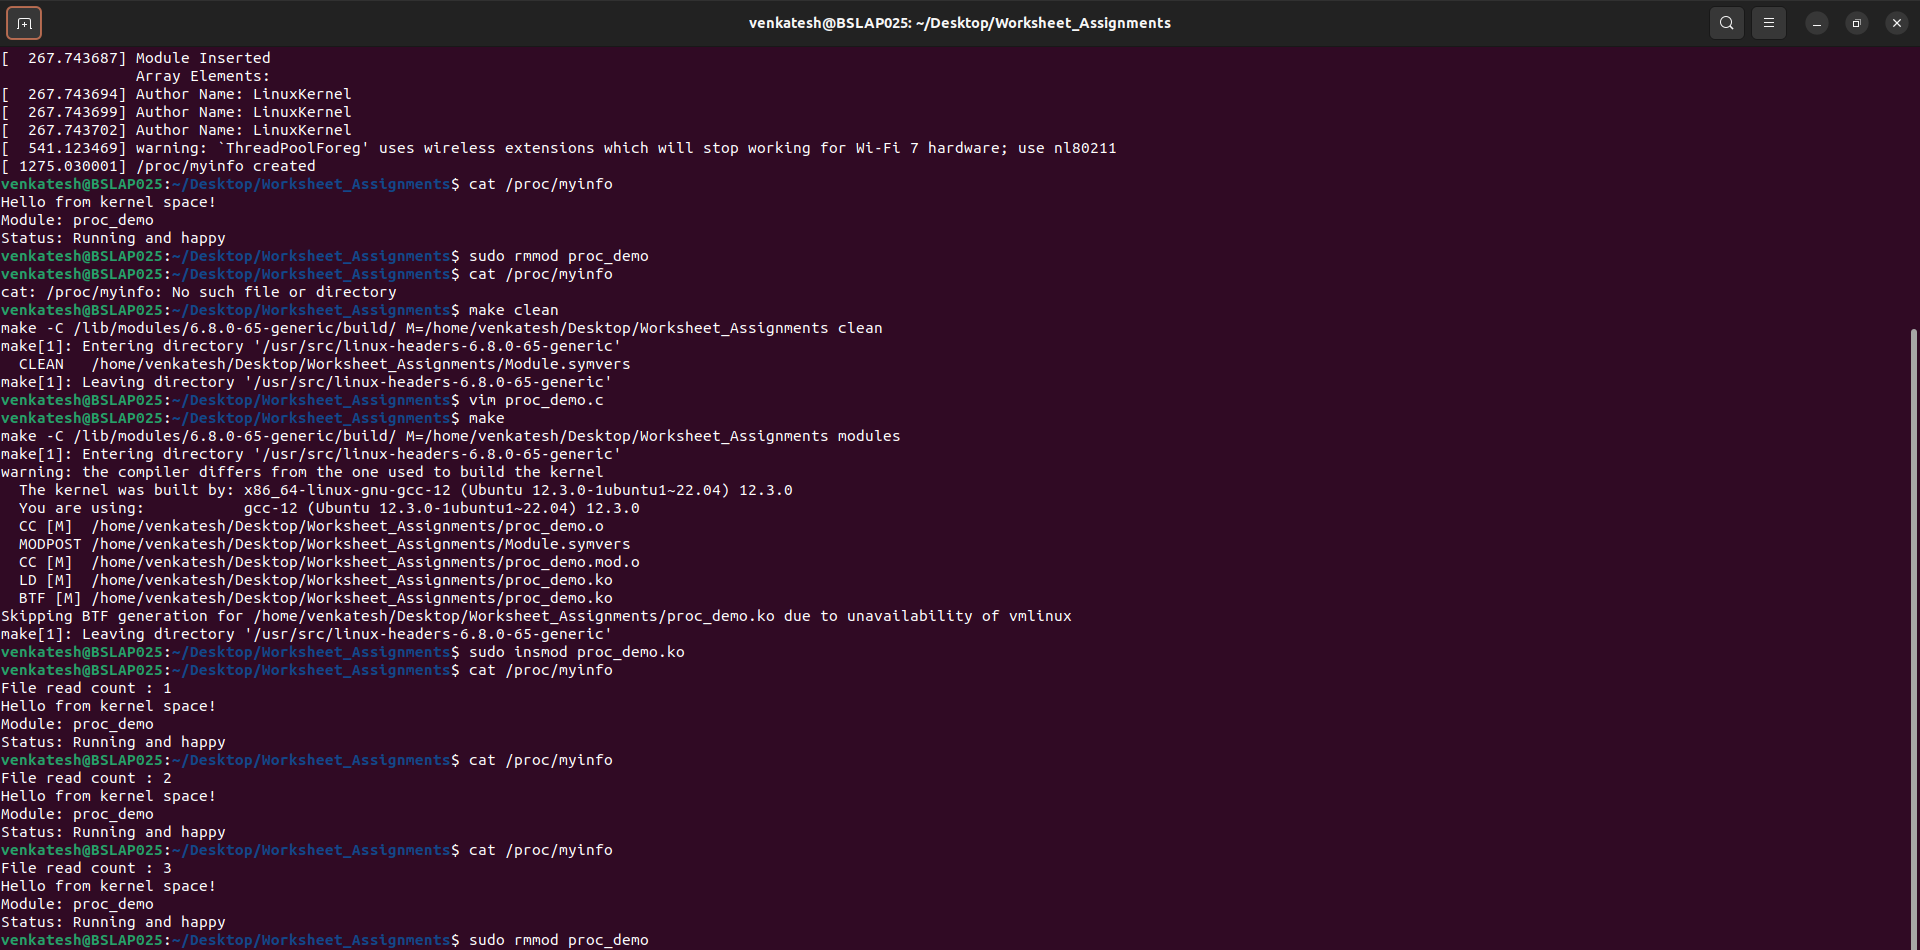 venkatesh@BSLAP025: ~/Desktop/Worksheet_Assignments
[  267.743687] Module Inserted
               Array Elements:
[  267.743694] Author Name: LinuxKernel
[  267.743699] Author Name: LinuxKernel
[  267.743702] Author Name: LinuxKernel
[  541.123469] warning: `ThreadPoolForeg' uses wireless extensions which will stop working for Wi-Fi 7 hardware; use nl80211
[ 1275.030001] /proc/myinfo created
venkatesh@BSLAP025:~/Desktop/Worksheet_Assignments$ cat /proc/myinfo
Hello from kernel space!
Module: proc_demo
Status: Running and happy
venkatesh@BSLAP025:~/Desktop/Worksheet_Assignments$ sudo rmmod proc_demo
venkatesh@BSLAP025:~/Desktop/Worksheet_Assignments$ cat /proc/myinfo
cat: /proc/myinfo: No such file or directory
venkatesh@BSLAP025:~/Desktop/Worksheet_Assignments$ make clean
make -C /lib/modules/6.8.0-65-generic/build/ M=/home/venkatesh/Desktop/Worksheet_Assignments clean
make[1]: Entering directory '/usr/src/linux-headers-6.8.0-65-generic'
  CLEAN   /home/venkatesh/Desktop/Worksheet_Assignments/Module.symvers
make[1]: Leaving directory '/usr/src/linux-headers-6.8.0-65-generic'
venkatesh@BSLAP025:~/Desktop/Worksheet_Assignments$ vim proc_demo.c
venkatesh@BSLAP025:~/Desktop/Worksheet_Assignments$ make
make -C /lib/modules/6.8.0-65-generic/build/ M=/home/venkatesh/Desktop/Worksheet_Assignments modules
make[1]: Entering directory '/usr/src/linux-headers-6.8.0-65-generic'
warning: the compiler differs from the one used to build the kernel
  The kernel was built by: x86_64-linux-gnu-gcc-12 (Ubuntu 12.3.0-1ubuntu1~22.04) 12.3.0
  You are using:           gcc-12 (Ubuntu 12.3.0-1ubuntu1~22.04) 12.3.0
  CC [M]  /home/venkatesh/Desktop/Worksheet_Assignments/proc_demo.o
  MODPOST /home/venkatesh/Desktop/Worksheet_Assignments/Module.symvers
  CC [M]  /home/venkatesh/Desktop/Worksheet_Assignments/proc_demo.mod.o
  LD [M]  /home/venkatesh/Desktop/Worksheet_Assignments/proc_demo.ko
  BTF [M] /home/venkatesh/Desktop/Worksheet_Assignments/proc_demo.ko
Skipping BTF generation for /home/venkatesh/Desktop/Worksheet_Assignments/proc_demo.ko due to unavailability of vmlinux
make[1]: Leaving directory '/usr/src/linux-headers-6.8.0-65-generic'
venkatesh@BSLAP025:~/Desktop/Worksheet_Assignments$ sudo insmod proc_demo.ko
venkatesh@BSLAP025:~/Desktop/Worksheet_Assignments$ cat /proc/myinfo
File read count : 1
Hello from kernel space!
Module: proc_demo
Status: Running and happy
venkatesh@BSLAP025:~/Desktop/Worksheet_Assignments$ cat /proc/myinfo
File read count : 2
Hello from kernel space!
Module: proc_demo
Status: Running and happy
venkatesh@BSLAP025:~/Desktop/Worksheet_Assignments$ cat /proc/myinfo
File read count : 3
Hello from kernel space!
Module: proc_demo
Status: Running and happy
venkatesh@BSLAP025:~/Desktop/Worksheet_Assignments$ sudo rmmod proc_demo